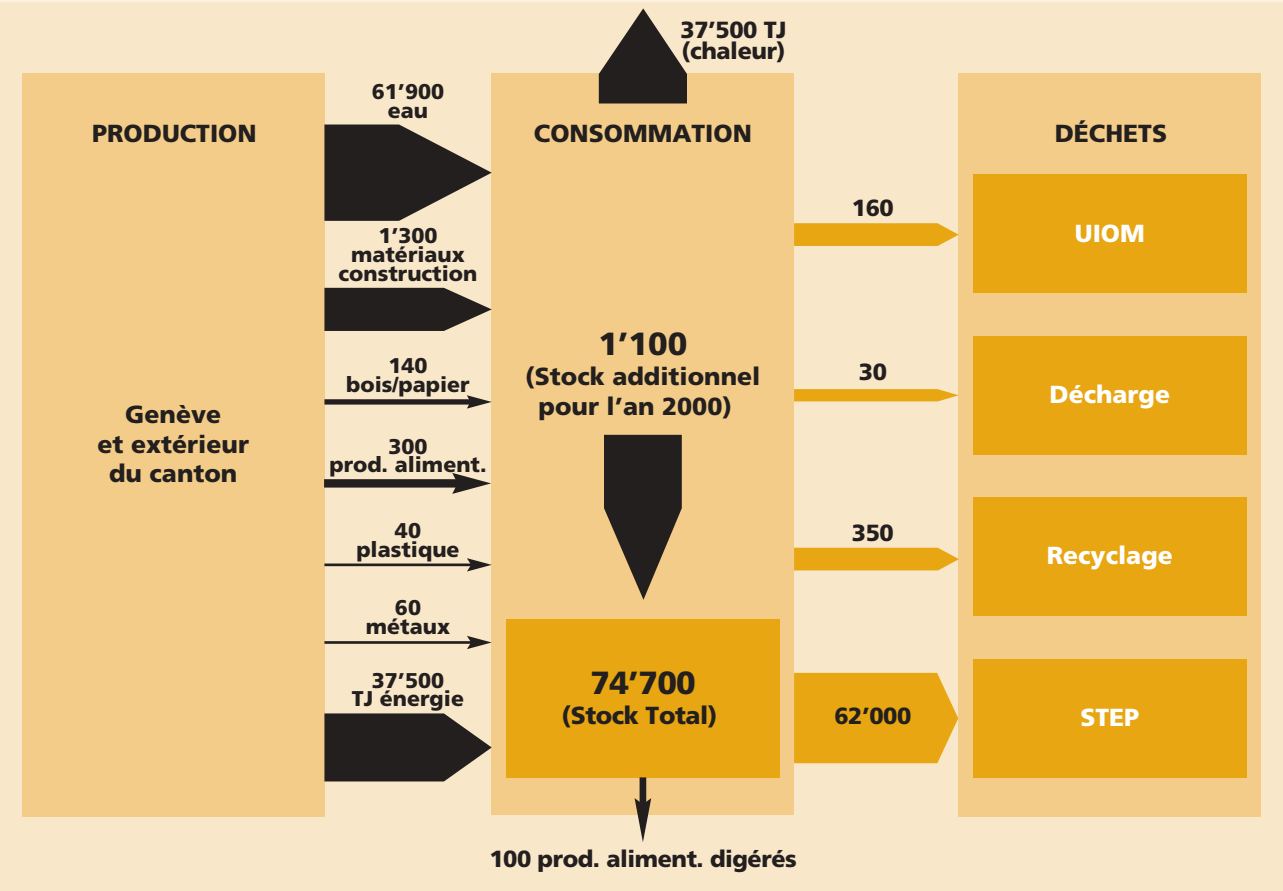 37’500 TJ
(chaleur)
PRODUCTION
Genève
et extérieur
du canton
61’900
eau
1’300
matériaux
construction
140
bois/papier
300
prod. aliment.
40
plastique
60
métaux
37’500
TJ énergie
CONSOMMATION
1’100
(Stock additionnel
pour l’an 2000)
74’700
(Stock Total)
100 prod. aliment. digérés
160
30
350
62’000
DÉCHETS
UIOM
Décharge
Recyclage
STEP